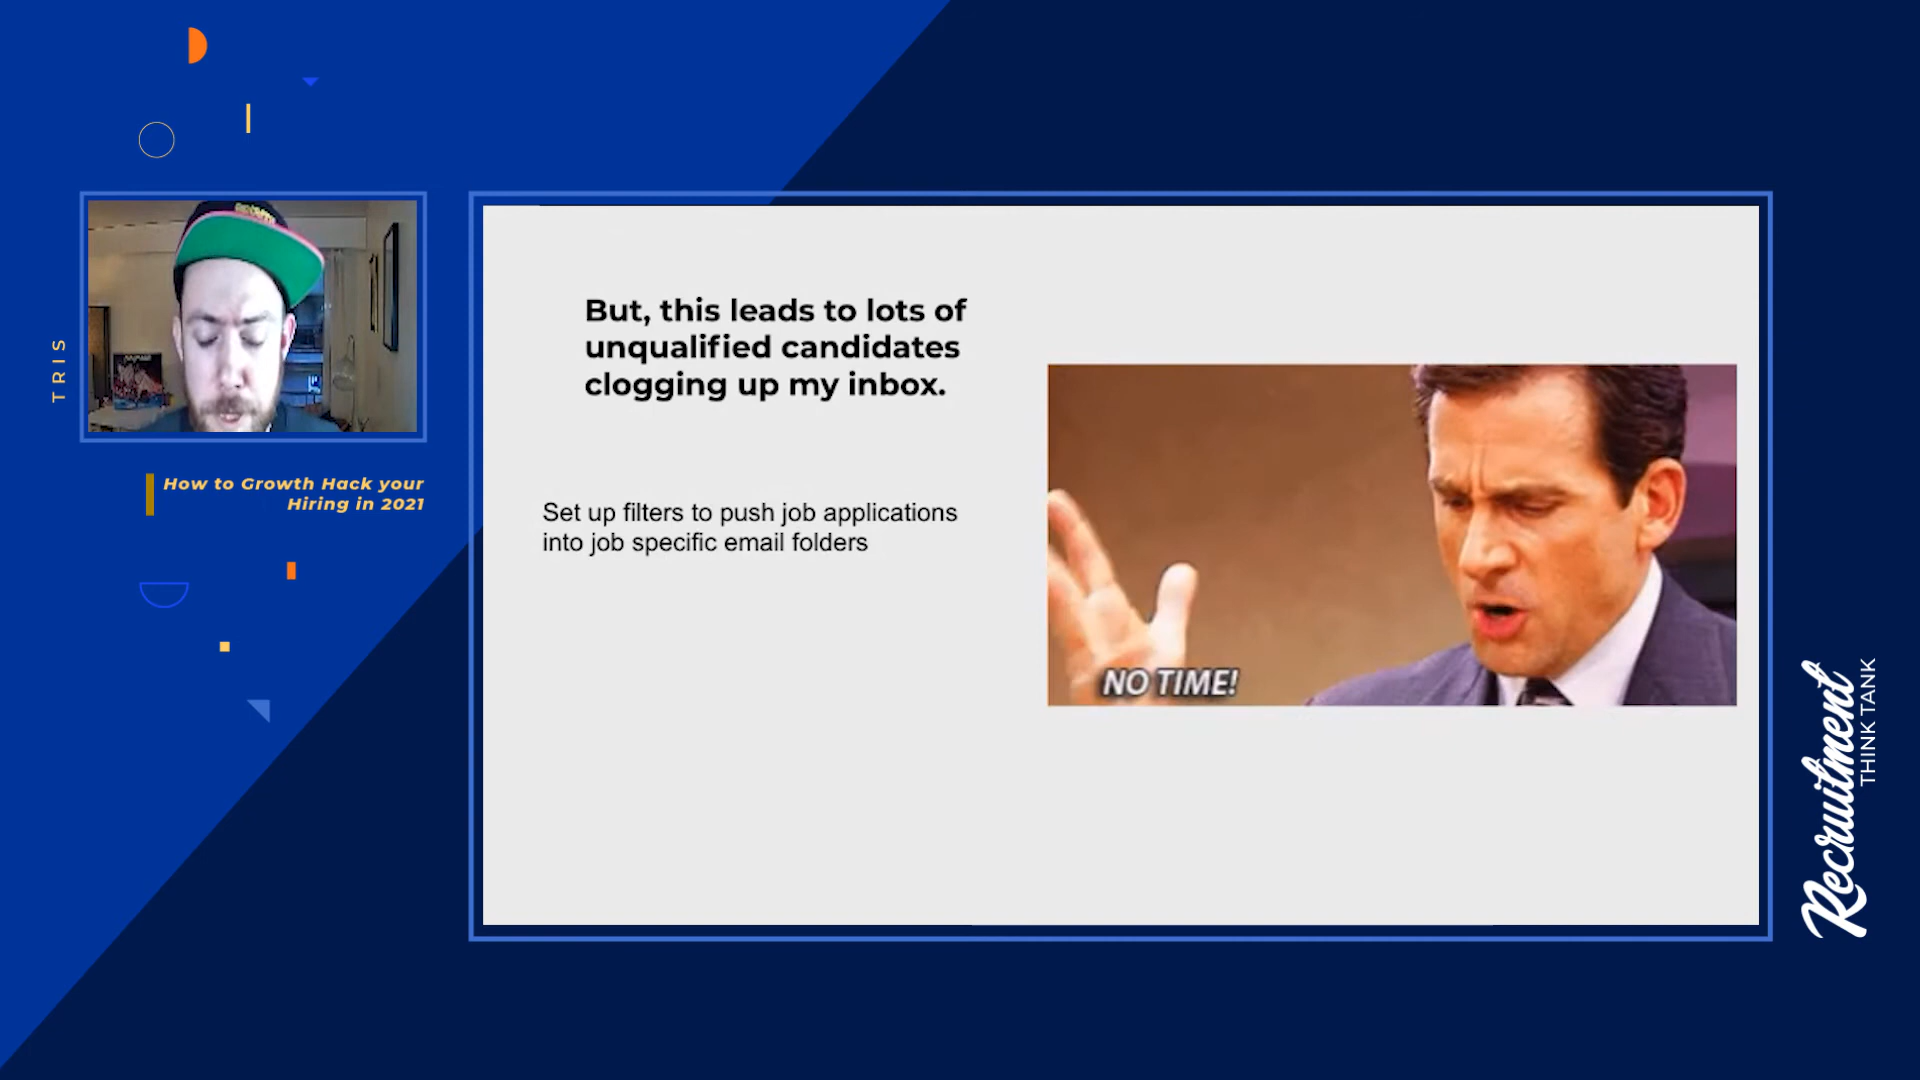 TRIS
How to Growth Hack your
Hiring in 2021
But, this leads to lots of
unqualified candidates
clogging up my inbox.
Set up filters to push job applications
into job specific email folders
NO TIME!
Recruitment
THINK TANK